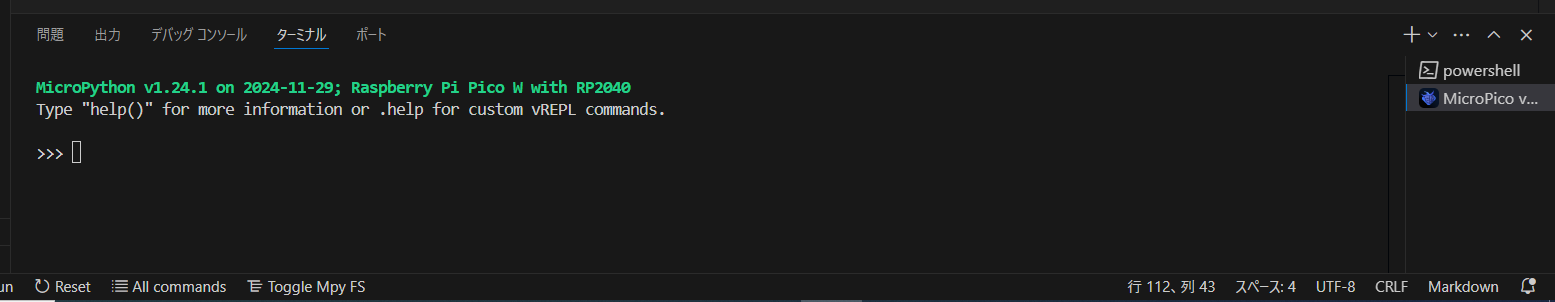 問題 出力 デバッグ コンソール ターミナル ポート
MicroPython v1.24.1 on 2024-11-29; Raspberry Pi Pico W with RP2040
Type "help()" for more information or .help for custom vREPL commands.
>>>
powershell
MicroPico v...
un Reset All commands Toggle Mpy FS 行 112、列 43 スペース: 4 UTF-8 CRLF Markdown